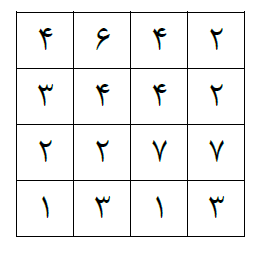 ۴ ۶ ۴ ۲
۳ ۴ ۴ ۲
۲ ۲ ۷ ۷
۱ ۳ ۱ ۳